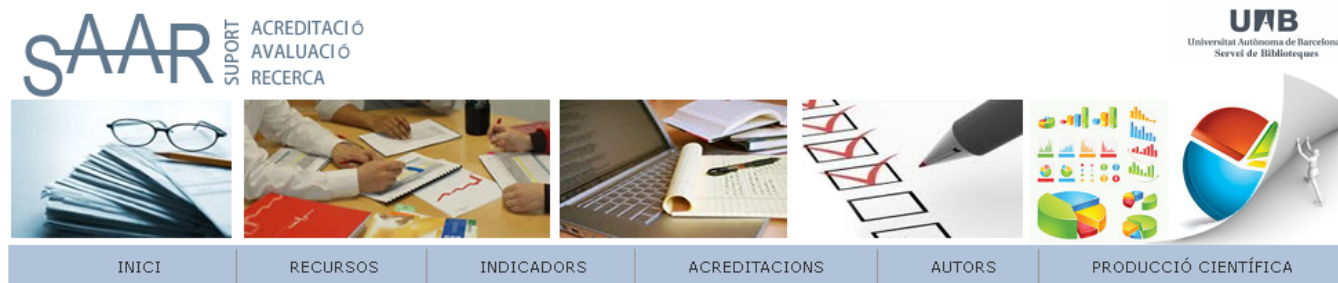 SAAR
SUPORT
ACREDITACIÓ
AVALUACIÓ
RECERCA
UAB
Universitat Autònoma de Barcelona
Servei de Biblioteques
INICI
RECURSOS
INDICADORS
ACREDITACIONS
AUTORS
PRODUCCIÓ CIENTÍFICA